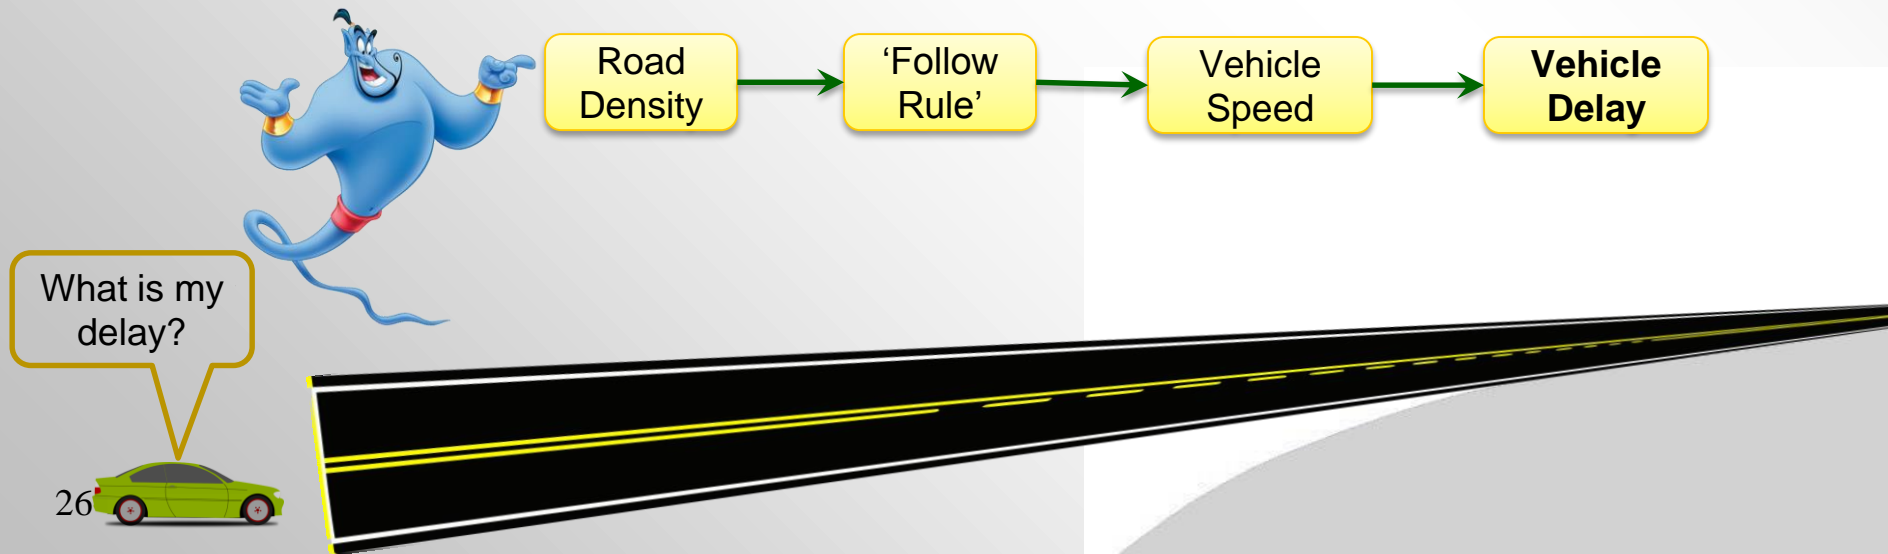 Road
Density
‘Follow
Rule’
Vehicle
Speed
Vehicle
Delay
What is my
delay?
26